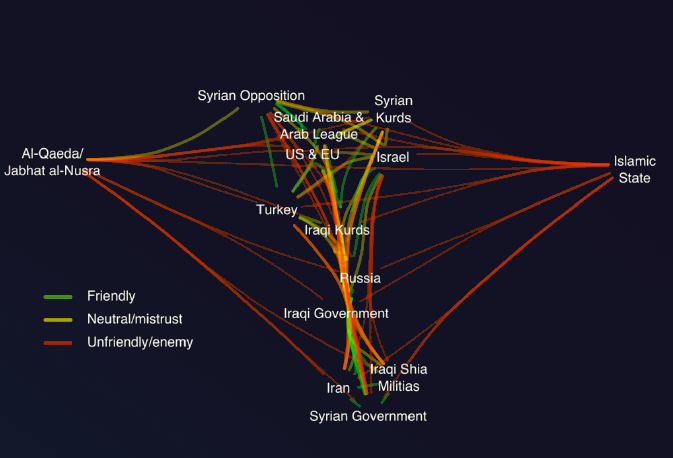 Syrian Opposition
Syrian
Kurds
Saudi Arabia &
Arab League
US & EU
Israel
Al-Qaeda/
Jabhat al-Nusra
Islamic
State
Turkey
Iraqi Kurds
Russia
Friendly
Iraqi Government
Neutral/mistrust
Unfriendly/enemy
Iraqi Shia
Militias
Iran
Syrian Government